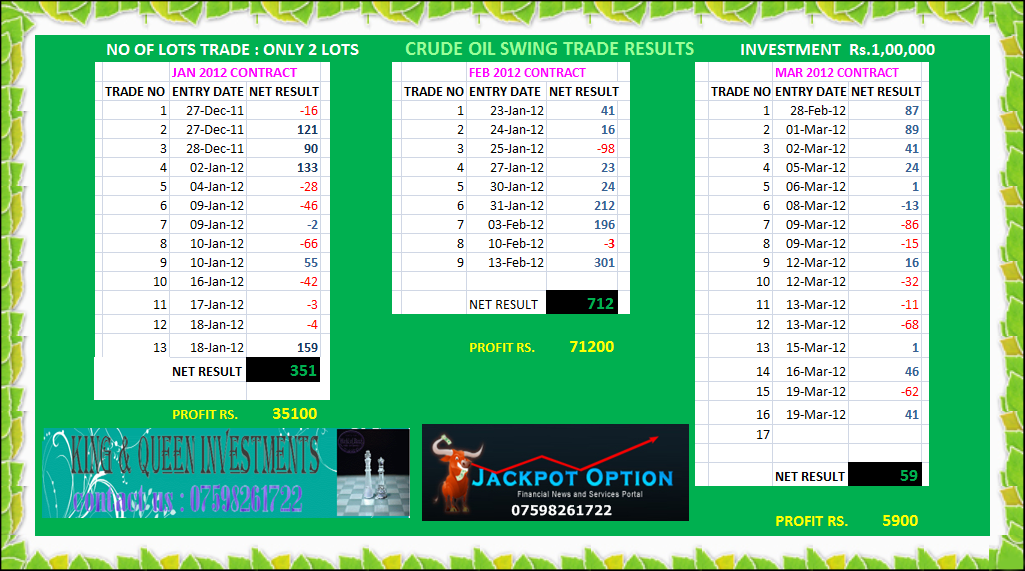 NO OF LOTS TRADE : ONLY 2 LOTS CRUDE OIL SWING TRADE RESULTS INVESTMENT Rs.1,00,000
JAN 2012 CONTRACT
TRADE NO ENTRY DATE NET RESULT
1 27-Dec-11 -16
2 27-Dec-11 121
3 28-Dec-11 90
4 02-Jan-12 133
5 04-Jan-12 -28
6 09-Jan-12 -46
7 09-Jan-12 -2
8 10-Jan-12 -66
9 10-Jan-12 55
10 16-Jan-12 -42
11 17-Jan-12 -3
12 18-Jan-12 -4
13 18-Jan-12 159
NET RESULT 351
PROFIT RS. 35100
FEB 2012 CONTRACT
TRADE NO ENTRY DATE NET RESULT
1 23-Jan-12 41
2 24-Jan-12 16
3 25-Jan-12 -98
4 27-Jan-12 23
5 30-Jan-12 24
6 31-Jan-12 212
7 03-Feb-12 196
8 10-Feb-12 -3
9 13-Feb-12 301
NET RESULT 712
PROFIT RS. 71200
MAR 2012 CONTRACT
TRADE NO ENTRY DATE NET RESULT
1 28-Feb-12 87
2 01-Mar-12 89
3 02-Mar-12 41
4 05-Mar-12 24
5 06-Mar-12 1
6 08-Mar-12 -13
7 09-Mar-12 -86
8 09-Mar-12 -15
9 12-Mar-12 16
10 12-Mar-12 -32
11 13-Mar-12 -11
12 13-Mar-12 -68
13 15-Mar-12 1
14 16-Mar-12 46
15 19-Mar-12 -62
16 19-Mar-12 41
17
NET RESULT 59
PROFIT RS. 5900
KING & QUEEN INVESTMENTS
contact us : 07598261722
JACKPOT OPTION
Financial News and Services Portal
07598261722